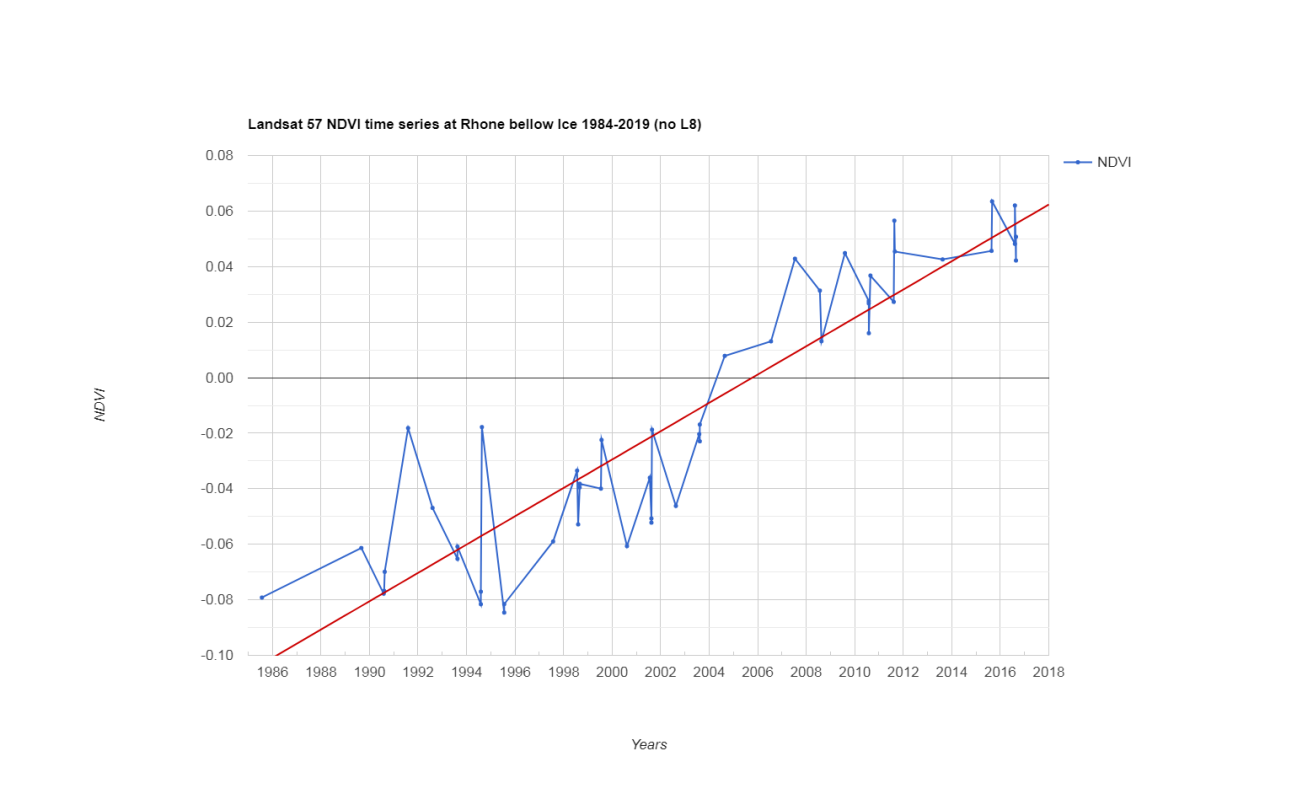 Landsat 57 NDVI time series at Rhone bellow Ice 1984-2019 (no L8)
0.08
NDVI
0.06
0.04
0.02
0.00
NDVI
-0.02
-0.04
-0.06
-0.08
-0.10
1986 1988 1990 1992 1994 1996 1998 2000 2002 2004 2006 2008 2010 2012 2014 2016 2018
Years